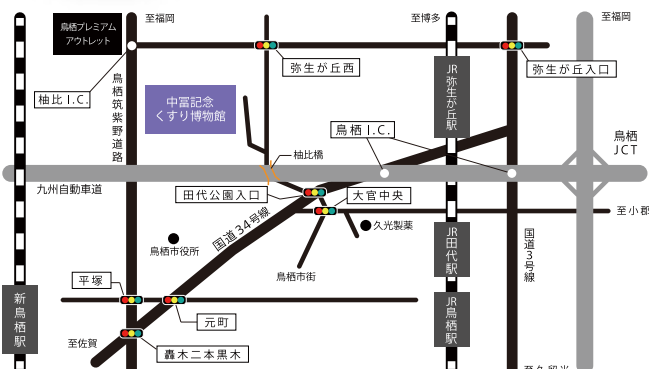 至福岡
至博多
至福岡
鳥栖プレミアム
アウトレット
弥生が丘西
弥生が丘入口
JR弥生が丘駅
柚比I.C.
鳥栖筑紫野道路
中冨記念
くすり博物館
鳥栖I.C.
鳥栖
JCT
柚比橋
九州自動車道
田代公園入口
大官中央
至小郡
国道34号線
久光製薬
鳥栖市役所
JR田代駅
国道3号線
鳥栖市街
平塚
新鳥栖駅
JR鳥栖駅
元町
至佐賀
轟木二本黒木